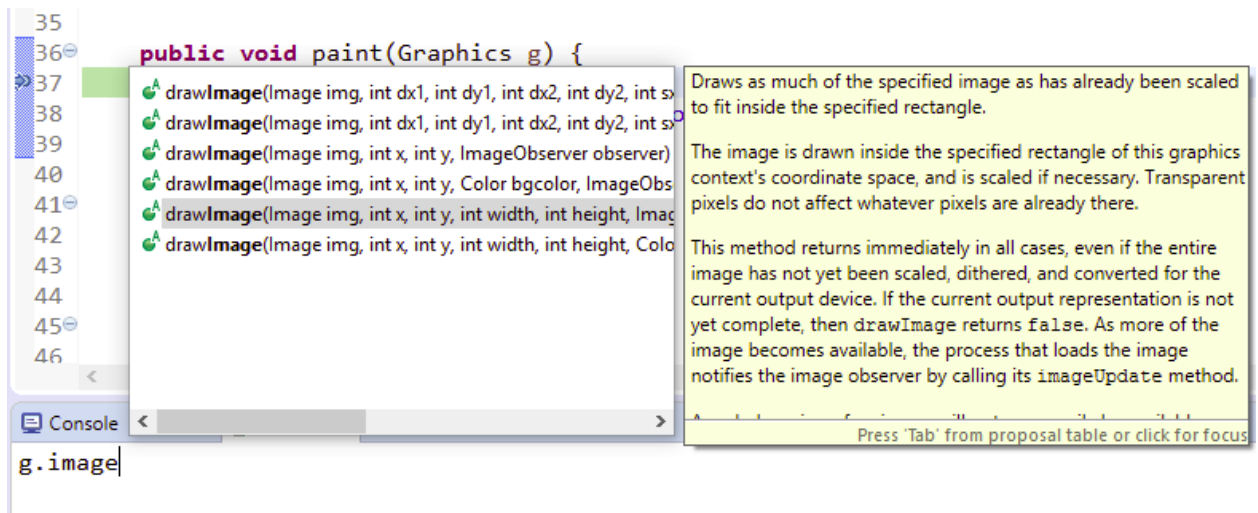 35
36 public void paint(Graphics g) {
37
38
39
40
41
42
43
44
45
46
drawImage(Image img, int dx1, int dy1, int dx2, int dy2, int sx
drawImage(Image img, int dx1, int dy1, int dx2, int dy2, int sx
drawImage(Image img, int x, int y, ImageObserver observer)
drawImage(Image img, int x, int y, Color bgcolor, ImageObs
drawImage(Image img, int x, int y, int width, int height, Imag
drawImage(Image img, int x, int y, int width, int height, Colo
Draws as much of the specified image as has already been scaled
to fit inside the specified rectangle.
The image is drawn inside the specified rectangle of this graphics
context's coordinate space, and is scaled if necessary. Transparent
pixels do not affect whatever pixels are already there.
This method returns immediately in all cases, even if the entire
image has not yet been scaled, dithered, and converted for the
current output device. If the current output representation is not
yet complete, then drawImage returns false. As more of the
image becomes available, the process that loads the image
notifies the image observer by calling its imageUpdate method.
Press 'Tab' from proposal table or click for focus
Console
g.image